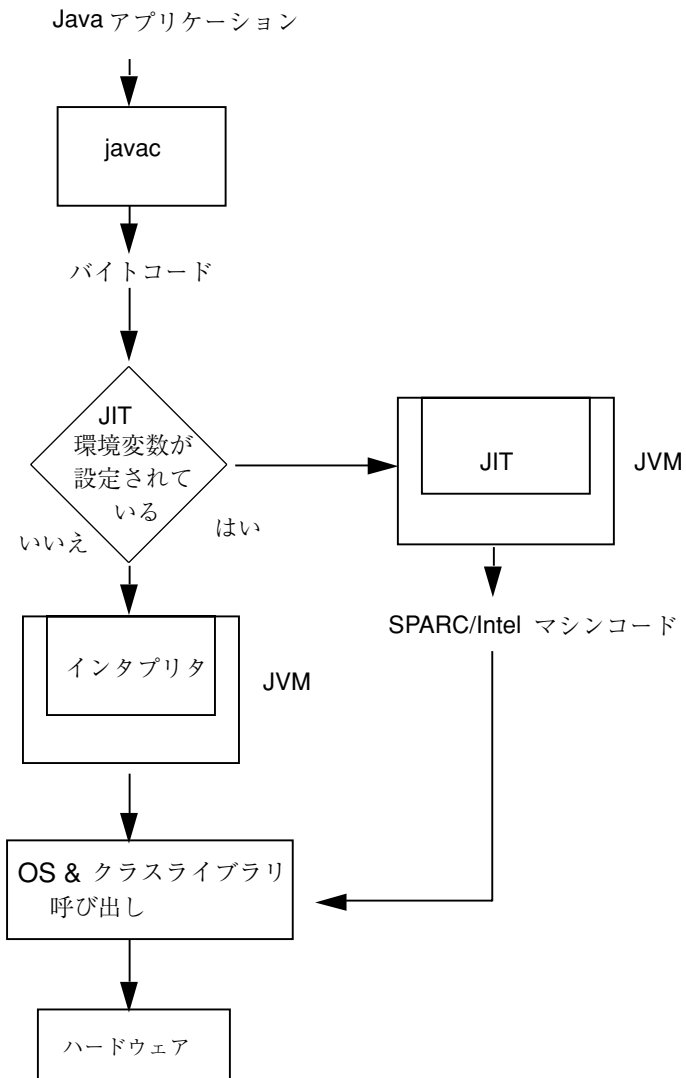 Java アプリケーション
javac
バイトコード
JIT
環境変数が
設定されて
いる
いいえ
はい
JIT
JVM
SPARC/Intel マシンコード
インタプリタ
JVM
OS & クラスライブラリ
呼び出し
ハードウェア